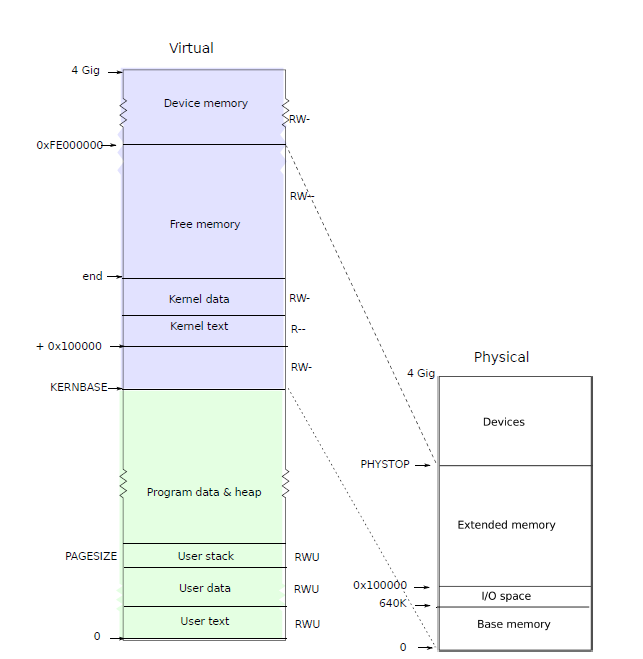 Virtual
4 Gig
Device memory
RW-
0xFE000000
RW--
Free memory
end
Kernel data
RW-
Kernel text
R--
+ 0x100000
RW-
KERNBASE
Program data & heap
PAGESIZE
User stack
RWU
User data
RWU
User text
RWU
0
Physical
4 Gig
Devices
PHYSTOP
Extended memory
0x100000
I/O space
640K
Base memory
0